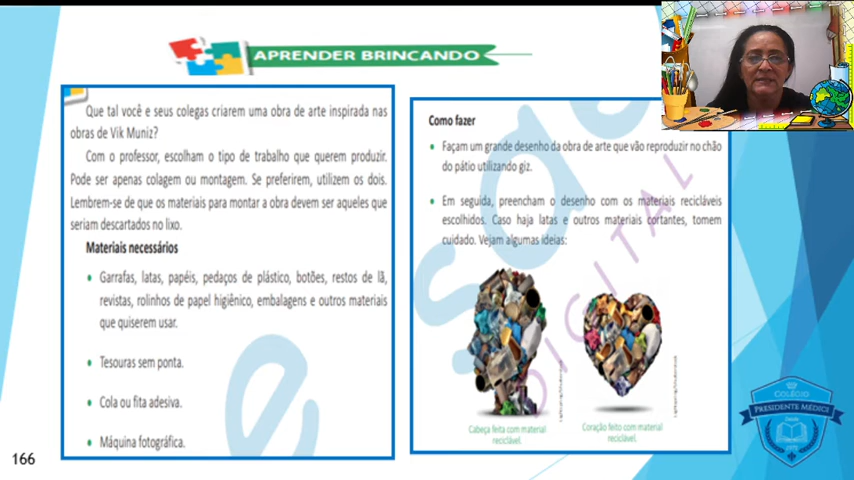 APRENDER BRINCANDO
Que tal você e seus colegas criarem uma obra de arte inspirada nas
obras de Vik Muniz?
Com o professor, escolham o tipo de trabalho que querem produzir.
Pode ser apenas colagem ou montagem. Se preferirem, utilizem os dois.
Lembrem-se de que os materiais para montar a obra devem ser aqueles que
seriam descartados no lixo.
Materiais necessários
• Garrafas, latas, papéis, pedaços de plástico, botões, restos de lã,
revistas, rolinhos de papel higiênico, embalagens e outros materiais
que quiserem usar.
• Tesouras sem ponta.
• Cola ou fita adesiva.
• Máquina fotográfica.
Como fazer
• Façam um grande desenho da obra de arte que vão reproduzir no chão
do pátio utilizando giz.
• Em seguida, preencham o desenho com os materiais recicláveis
escolhidos. Caso haja latas e outros materiais cortantes, tomem
cuidado. Vejam algumas ideias:
Cabeça feita com material
reciclável.
Coração feito com material
reciclável.
DIGITAL
COLÉGIO
PRESIDENTE MÉDICI
166